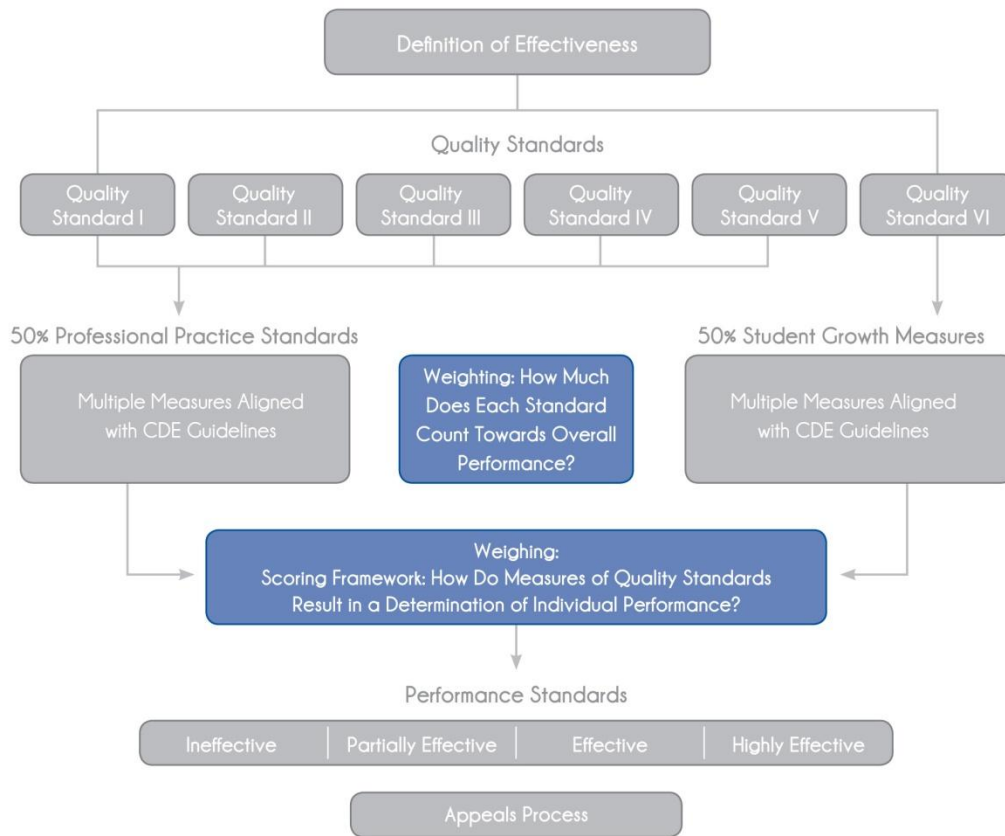 Definition of Effectiveness
Quality Standards
Quality
Standard I
Quality
Standard II
Quality
Standard III
Quality
Standard IV
Quality
Standard V
Quality
Standard VI
50% Professional Practice Standards
Multiple Measures Aligned
with CDE Guidelines
Weighting: How Much
Does Each Standard
Count Towards Overall
Performance?
50% Student Growth Measures
Multiple Measures Aligned
with CDE Guidelines
Weighing:
Scoring Framework: How Do Measures of Quality Standards
Result in a Determination of Individual Performance?
Performance Standards
Ineffective
Partially Effective
Effective
Highly Effective
Appeals Process